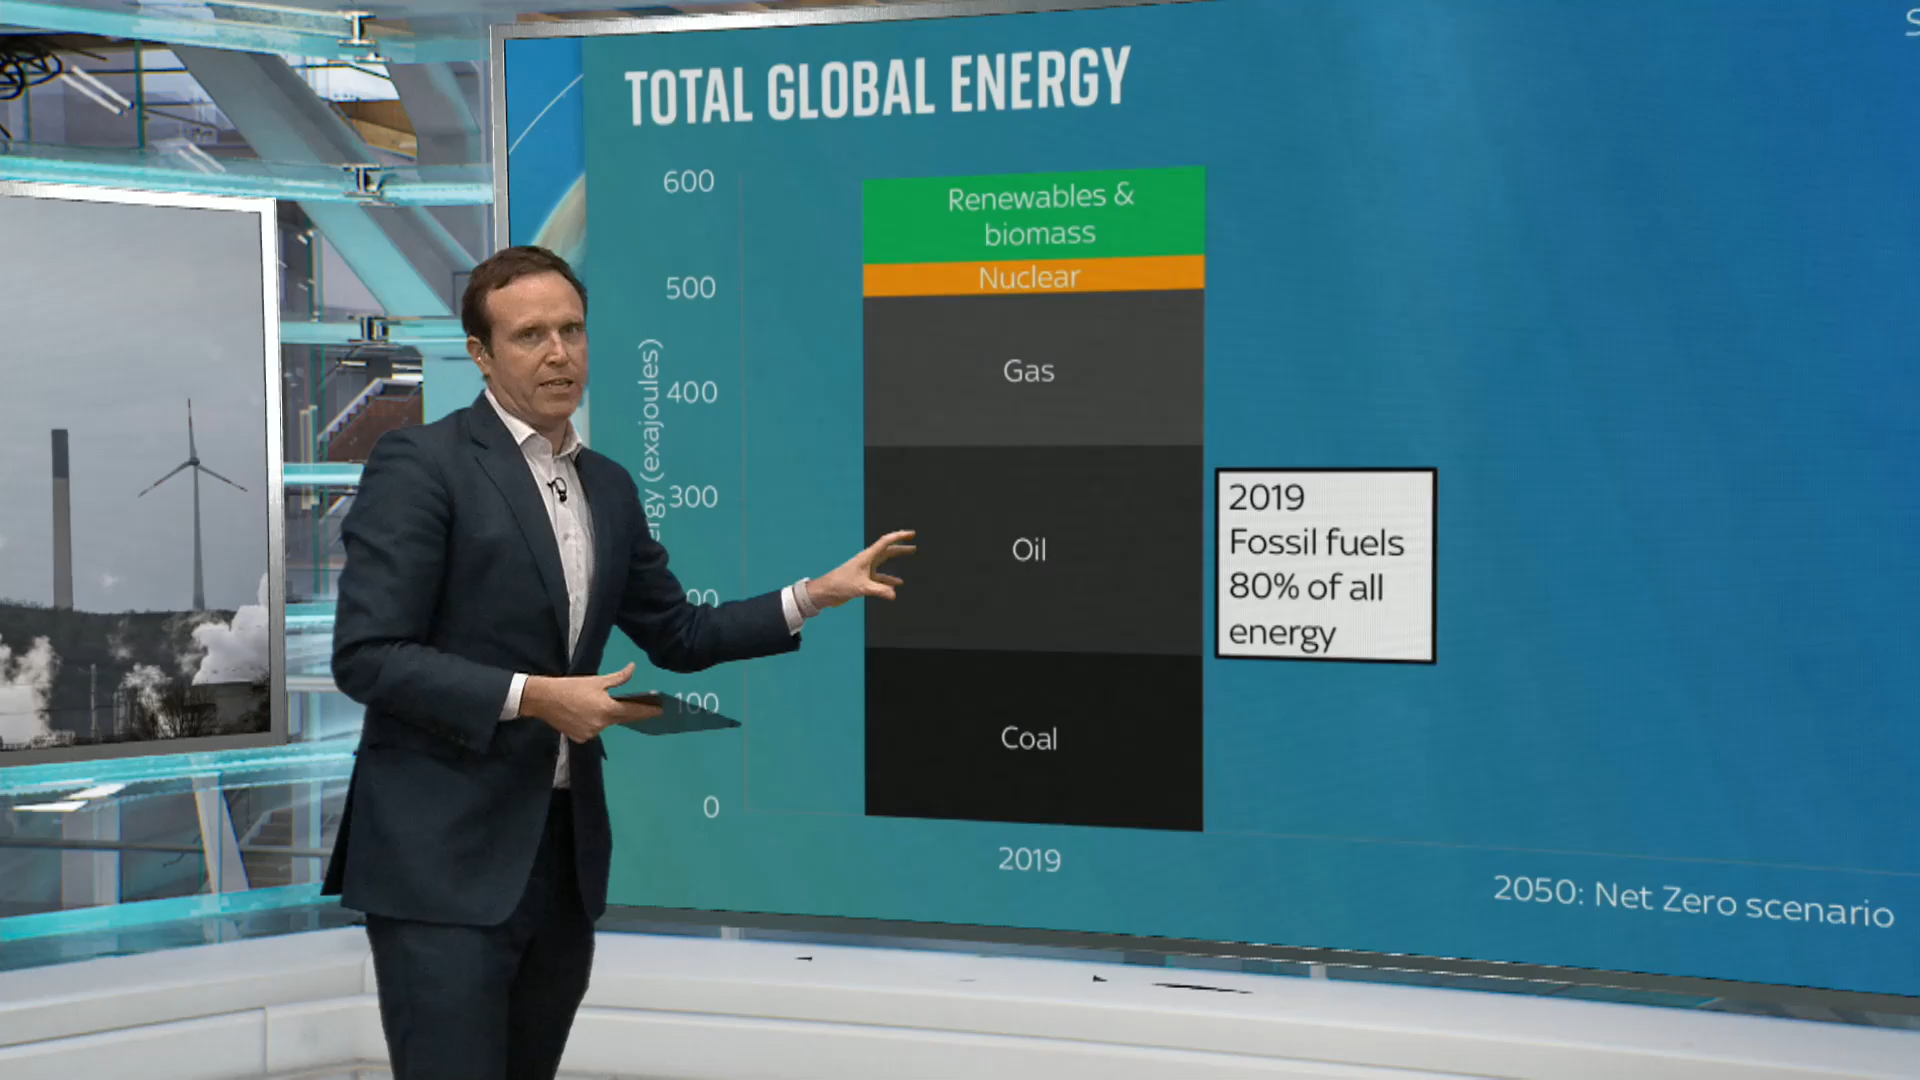 TOTAL GLOBAL ENERGY
600
500
400
300
100
0
(exajoules)
Renewables &
biomass
Nuclear
Gas
Oil
Coal
2019
Fossil fuels
80% of all
energy
2019
2050: Net Zero scenario